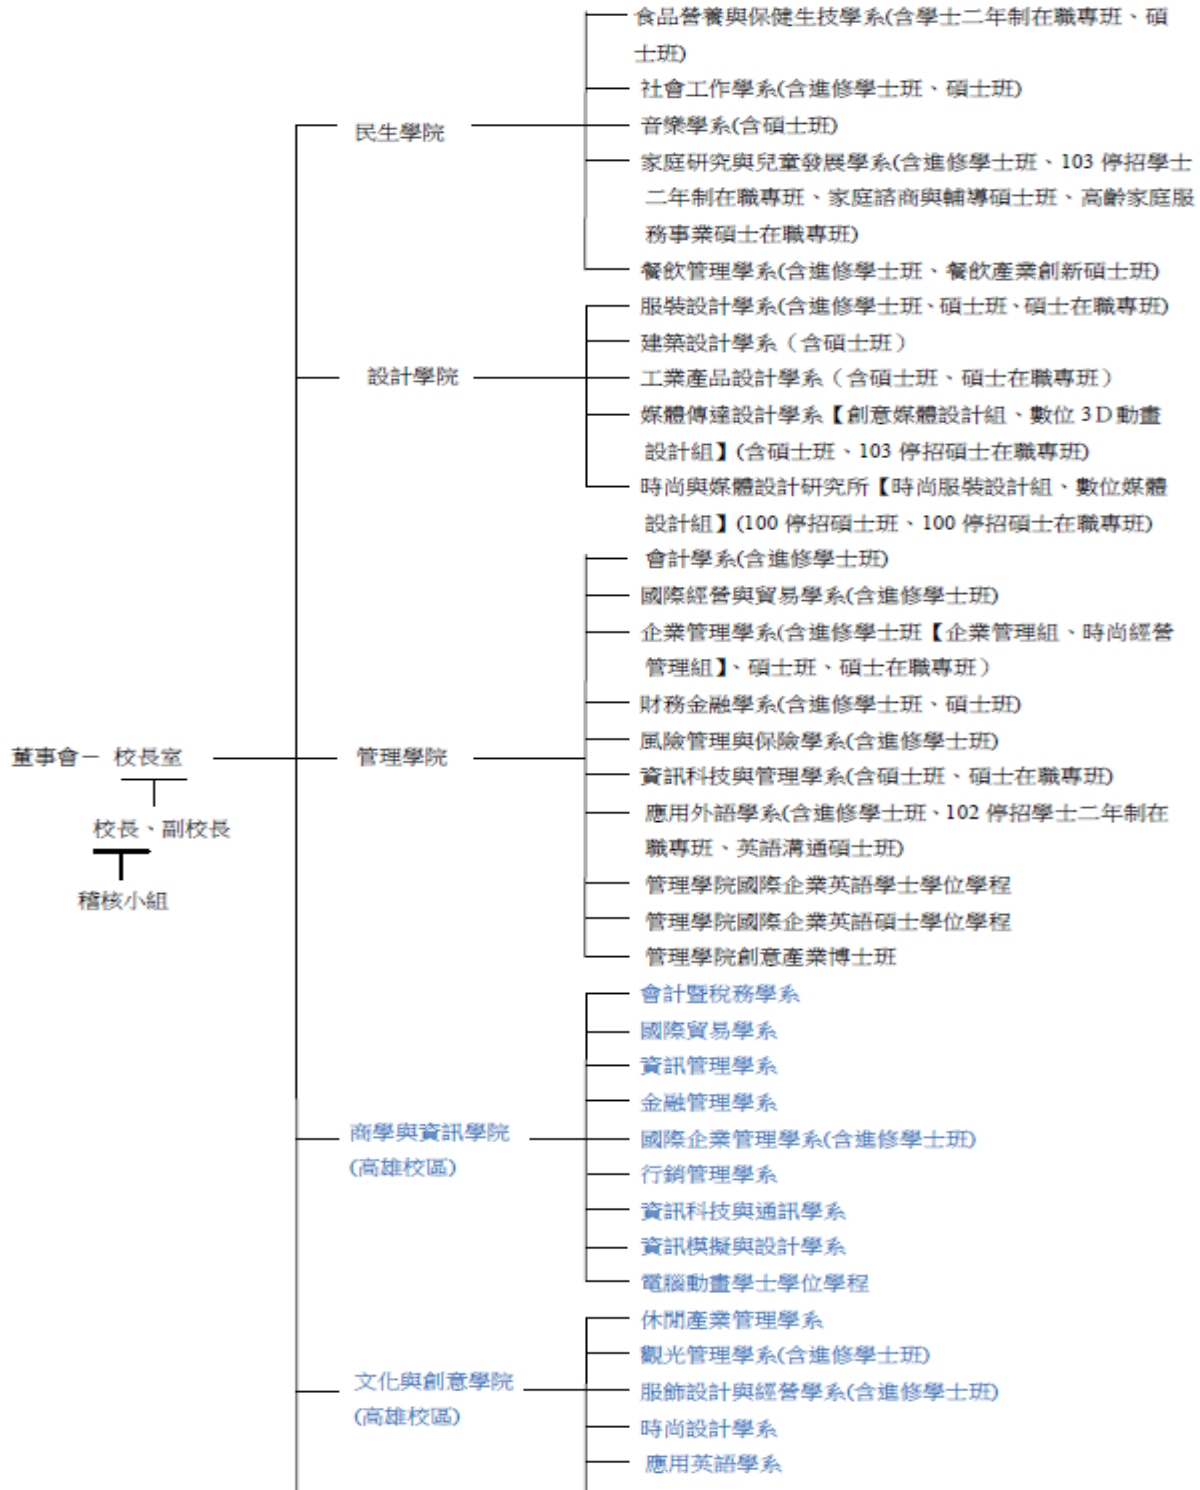 食品營養與保健生技學系(含學士二年制在職專班、碩
士班)
社會工作學系(含進修學士班、碩士班)
民生學院
音樂學系(含碩士班)
家庭研究與兒童發展學系(含進修學士班、103 停招學士
二年制在職專班、家庭諮商與輔導碩士班、高齡家庭服
務事業碩士在職專班)
餐飲管理學系(含進修學士班、餐飲產業創新碩士班)
服裝設計學系(含進修學士班、碩士班、碩士在職專班)
建築設計學系（含碩士班）
設計學院
工業產品設計學系（含碩士班、碩士在職專班）
媒體傳達設計學系【創意媒體設計組、數位 3D 動畫
設計組】(含碩士班、103 停招碩士在職專班)
時尚與媒體設計研究所【時尚服裝設計組、數位媒體
設計組】(100 停招碩士班、100 停招碩士在職專班)
會計學系(含進修學士班)
國際經營與貿易學系(含進修學士班)
企業管理學系(含進修學士班【企業管理組、時尚經營
管理組】、碩士班、碩士在職專班）
財務金融學系(含進修學士班、碩士班)
風險管理與保險學系(含進修學士班)
董事會－ 校長室
管理學院
資訊科技與管理學系(含碩士班、碩士在職專班)
應用外語學系(含進修學士班、102 停招學士二年制在
職專班、英語溝通碩士班)
校長、副校長
稽核小組
管理學院國際企業英語學士學位學程
管理學院國際企業英語碩士學位學程
管理學院創意產業博士班
會計暨稅務學系
國際貿易學系
資訊管理學系
金融管理學系
商學與資訊學院
(高雄校區)
國際企業管理學系(含進修學士班)
行銷管理學系
資訊科技與通訊學系
資訊模擬與設計學系
電腦動畫學士學位學程
休閒產業管理學系
觀光管理學系(含進修學士班)
文化與創意學院
(高雄校區)
服飾設計與經營學系(含進修學士班)
時尚設計學系
應用英語學系